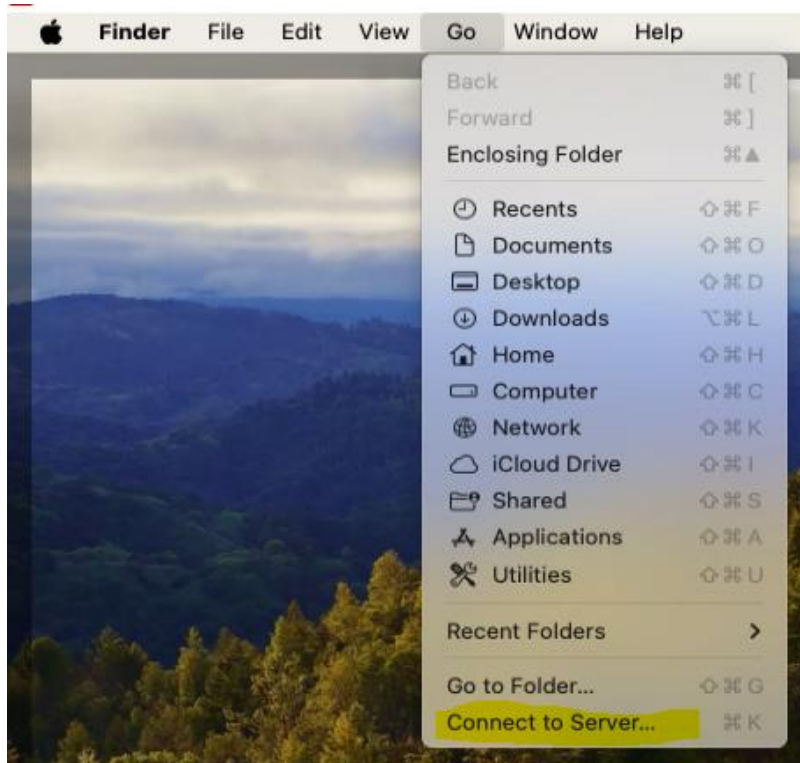 Finder File Edit View Go Window Help
Back ⌘ [
Forward ⌘ ]
Enclosing Folder ⌘ ▲
Recents ⇧ ⌘ F
Documents ⇧ ⌘ O
Desktop ⇧ ⌘ D
Downloads ⌥ ⌘ L
Home ⇧ ⌘ H
Computer ⇧ ⌘ C
Network ⇧ ⌘ K
iCloud Drive ⇧ ⌘ I
Shared ⇧ ⌘ S
Applications ⇧ ⌘ A
Utilities ⇧ ⌘ U
Recent Folders >
Go to Folder... ⇧ ⌘ G
Connect to Server... ⌘ K